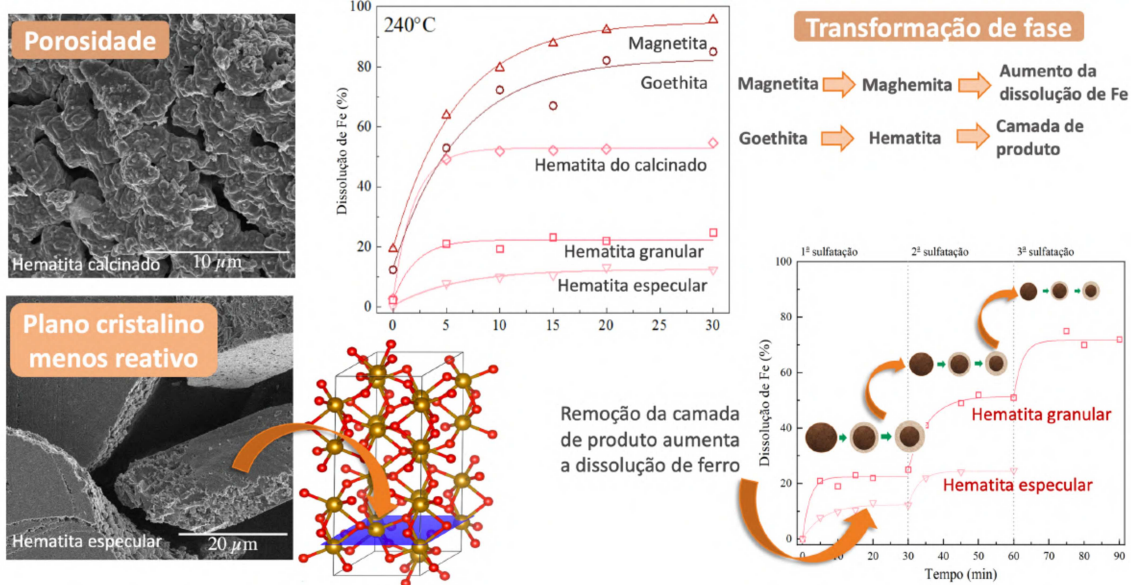 Porosidade
Hematita calcinado
10 µm
Plano cristalino
menos reativo
Hematita especular
20 µm
240°C
Dissolução de Fe (%)
100
80
60
40
20
0
Magnetita
Goethita
Hematita do calcinado
Hematita granular
Hematita especular
0
5
10
15
20
25
30
Transformação de fase
Magnetita
Maghemita
Aumento da
dissolução de Fe
Goethita
Hematita
Camada de
produto
Remoção da camada
de produto aumenta
a dissolução de ferro
1ª sulfatação
2ª sulfatação
3ª sulfatação
Dissolução de Fe (%)
100
80
60
40
20
0
Hematita granular
Hematita especular
0
10
20
30
40
50
60
70
80
90
Tempo (min)